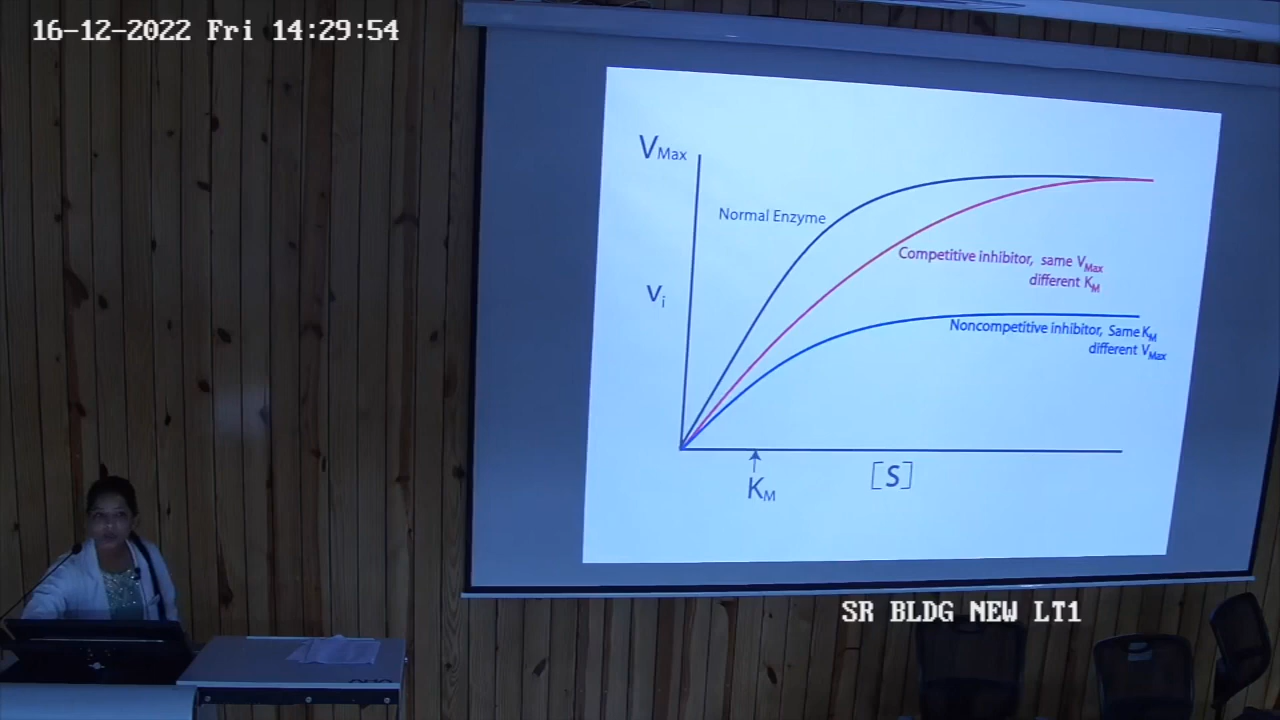 16-12-2022 Fri 14:29:54
VMax
Normal Enzyme
Competitive inhibitor, same VMax
different KM
Vi
Noncompetitive inhibitor, Same KM
different VMax
[S]
KM
SR BLDG NEW LT1